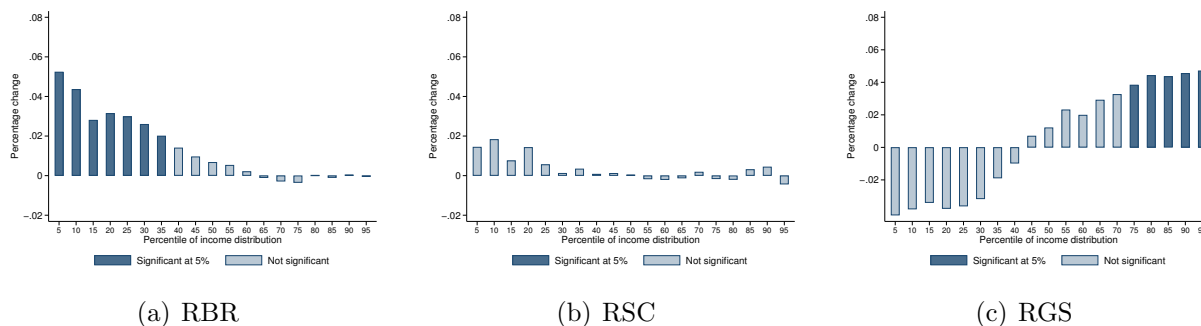 .08
.06
.04
.02
0
−.02
Percentage change
5 10 15 20 25 30 35 40 45 50 55 60 65 70 75 80 85 90 95
Percentile of income distribution
Significant at 5% Not significant
(a) RBR
.08
.06
.04
.02
0
−.02
Percentage change
5 10 15 20 25 30 35 40 45 50 55 60 65 70 75 80 85 90 95
Percentile of income distribution
Significant at 5% Not significant
(b) RSC
.08
.06
.04
.02
0
−.02
Percentage change
5 10 15 20 25 30 35 40 45 50 55 60 65 70 75 80 85 90
Percentile of income distribution
Significant at 5% Not significant
(c) RGS